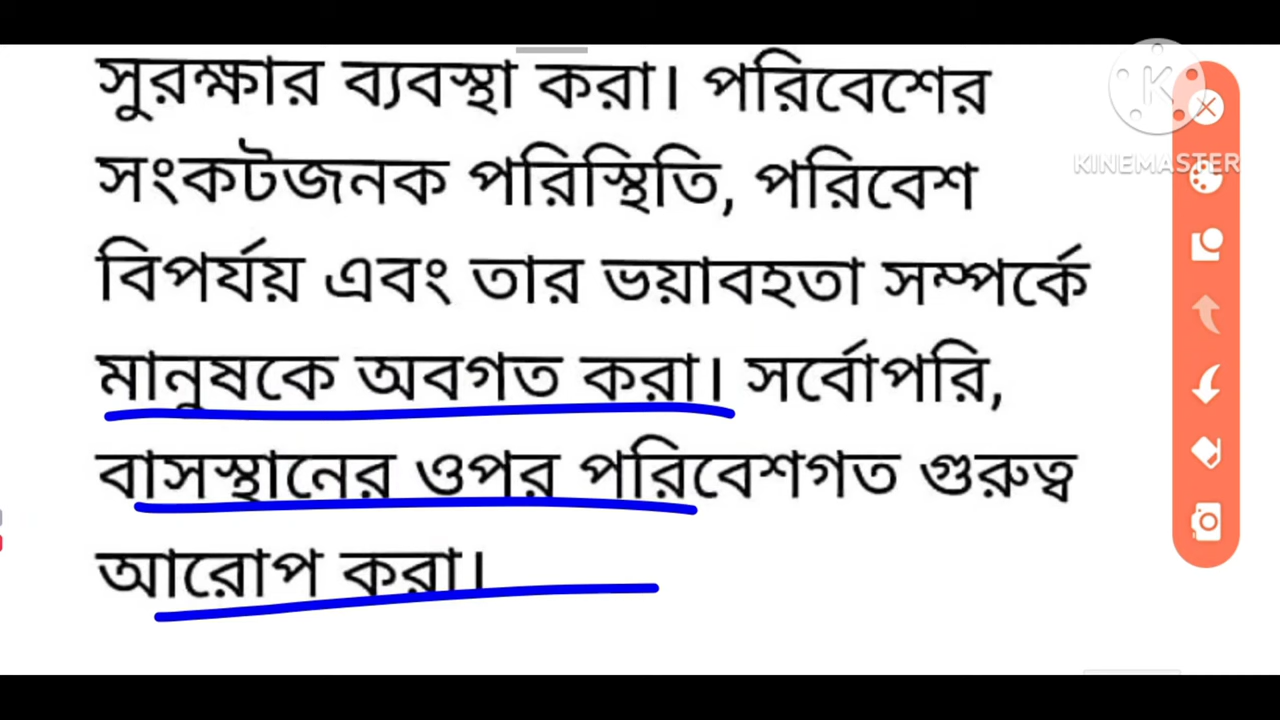 সুরক্ষার ব্যবস্থা করা। পরিবেশের
সংকটজনক পরিস্থিতি, পরিবেশ
বিপর্যয় এবং তার ভয়াবহতা সম্পর্কে
মানুষকে অবগত করা। সর্বোপরি,
বাসস্থানের ওপর পরিবেশগত গুরুত্ব
আরোপ করা।
KINEMASTER